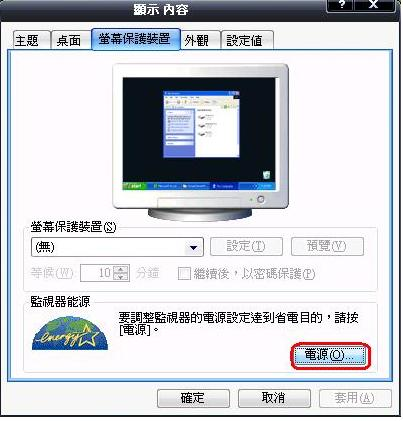 顯示 內容
主題 桌面 螢幕保護裝置 外觀 設定值
start
螢幕保護裝置(S)
(無) 設定(T) 預覽(V)
等候(W) 10 分鐘 繼續後，以密碼保護(P)
監視器能源
energy
要調整監視器的電源設定達到省電目的，請按
[電源]。
電源(O)...
確定 取消 套用(A)